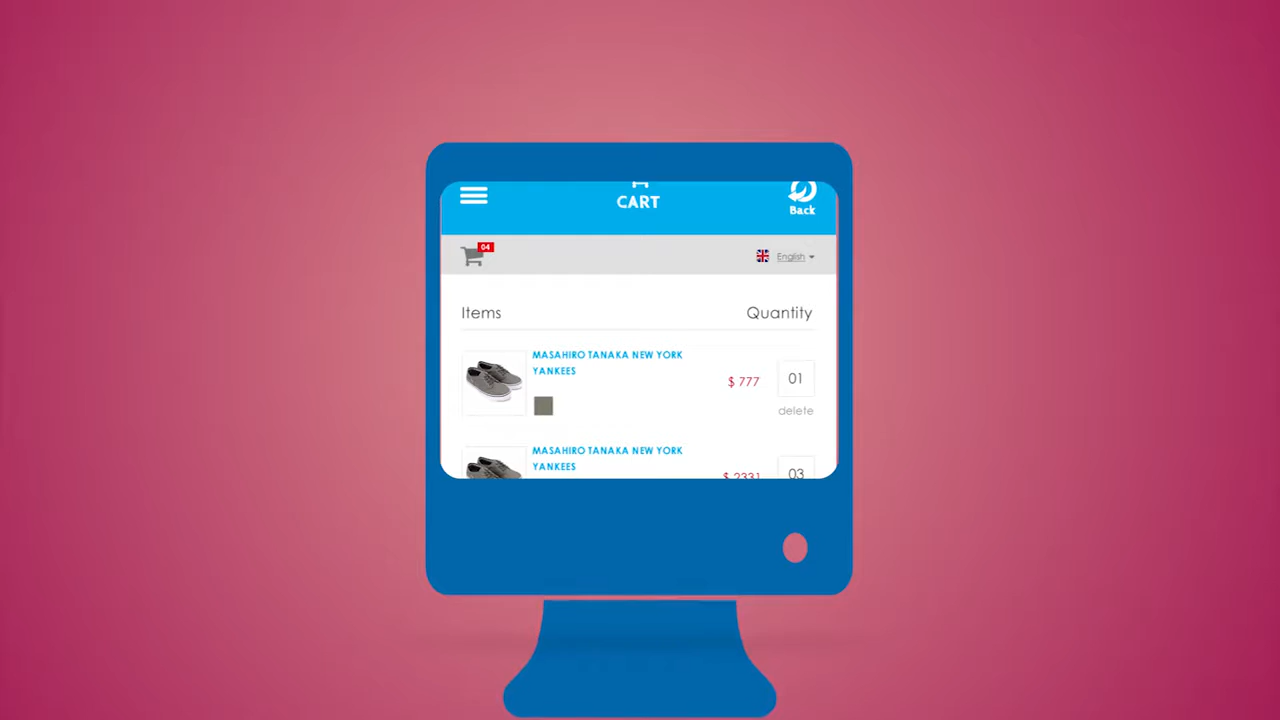 CART
Back
04
English
Items
Quantity
MASAHIRO TANAKA NEW YORK
YANKEES
$ 777
01
delete
MASAHIRO TANAKA NEW YORK
YANKEES
$ 2331
03